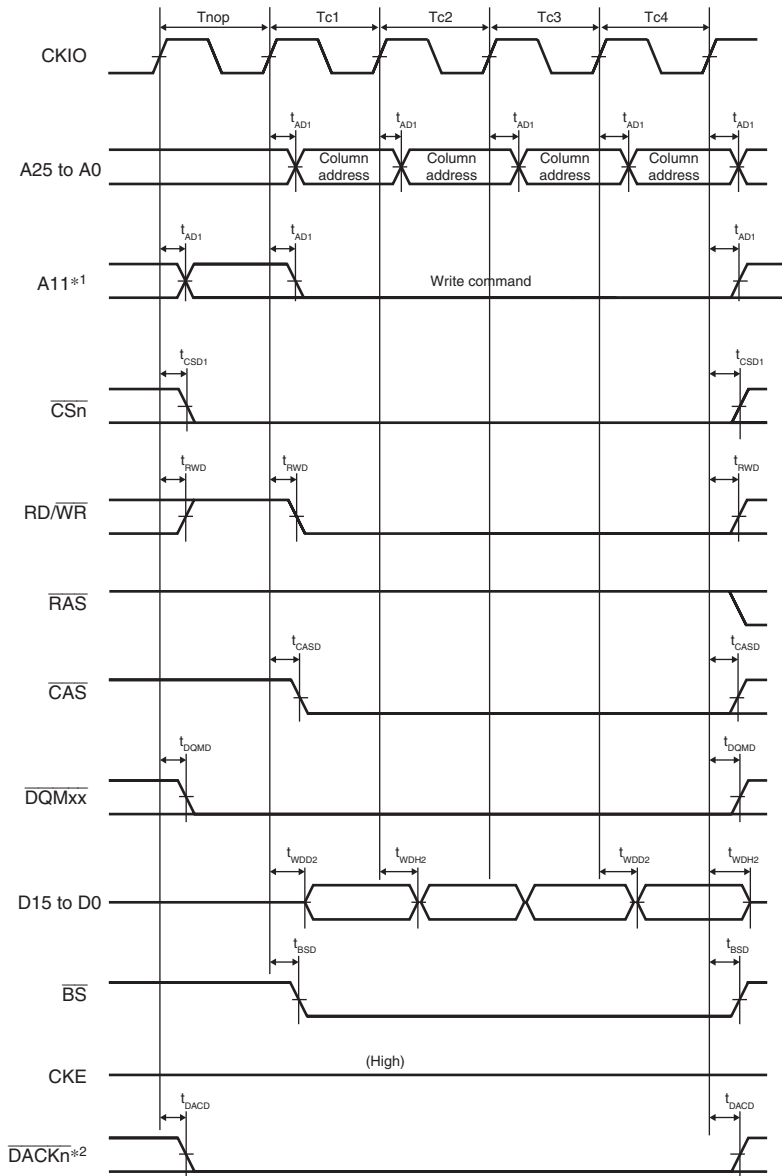 Tnop Tc1 Tc2 Tc3 Tc4
CKIO
tAD1 tAD1 tAD1 tAD1 tAD1
A25 to A0
Column address Column address Column address Column address
tAD1 tAD1 tAD1
A11*1
Write command
tCSD1 tCSD1
CSn
tRWD tRWD tRWD
RD/WR
RAS
tCASD tCASD
CAS
tDQMD tDQMD
DQMxx
tWDD2 tWDH2 tWDD2 tWDH2
D15 to D0
tBSD tBSD
BS
(High)
CKE
tDACD tDACD
DACKn*2